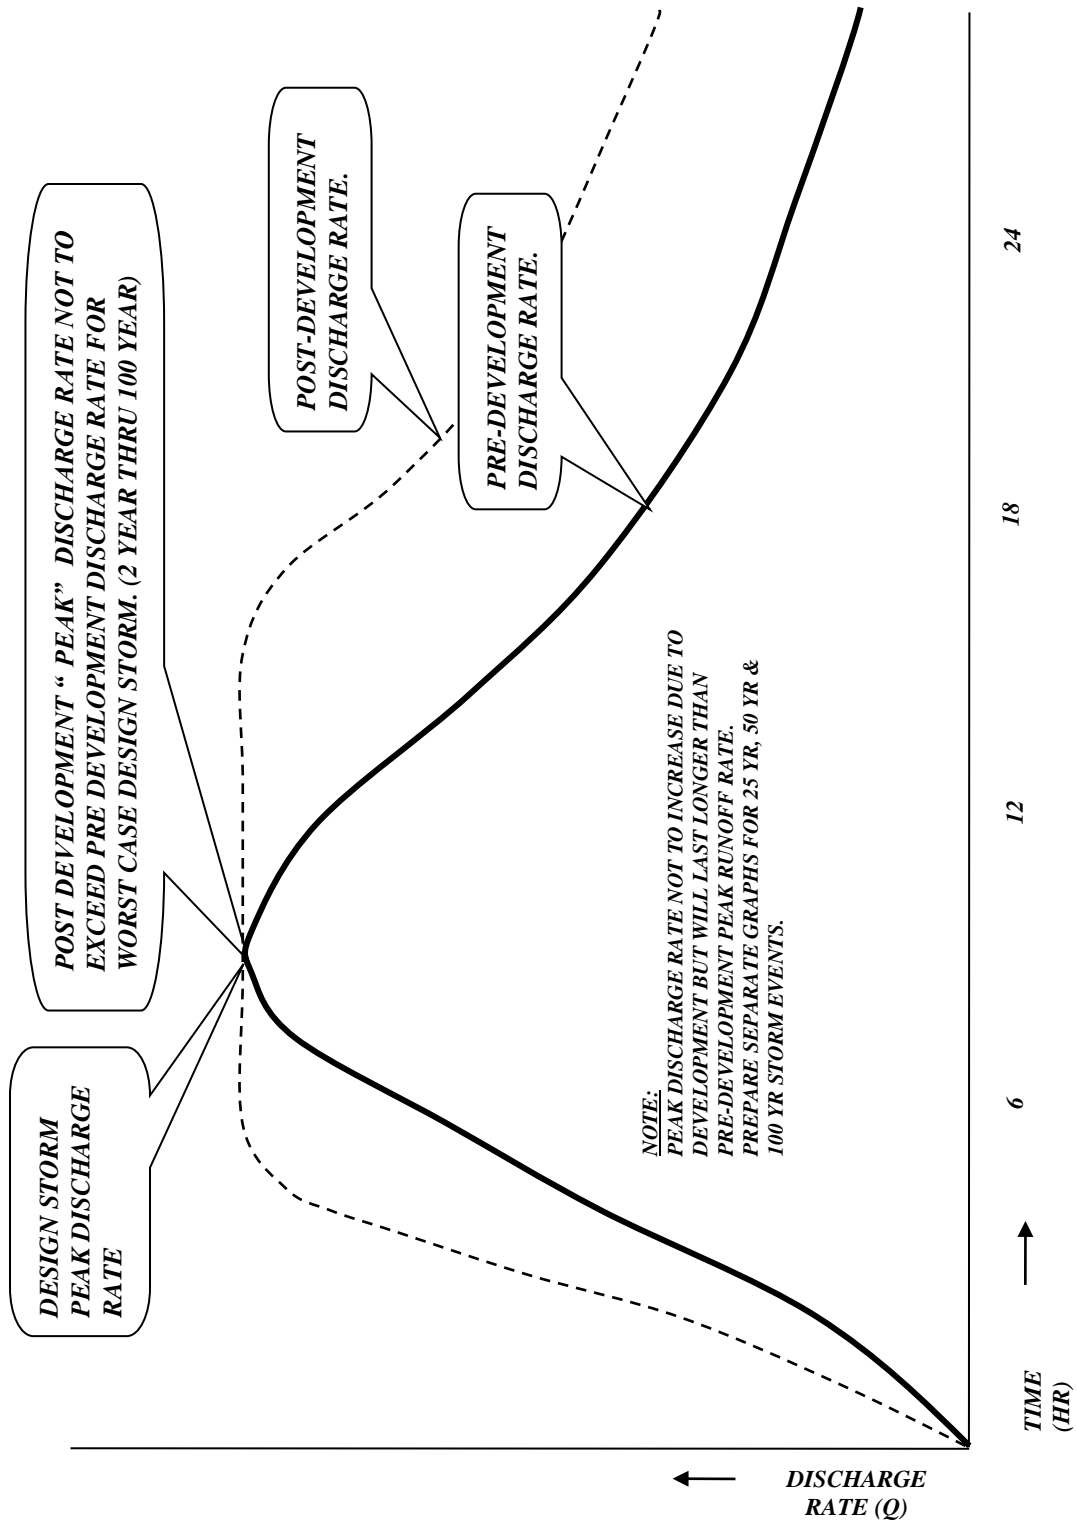 DESIGN STORM
PEAK DISCHARGE
RATE
POST DEVELOPMENT “ PEAK”  DISCHARGE RATE NOT TO
EXCEED PRE DEVELOPMENT DISCHARGE RATE FOR
WORST CASE DESIGN STORM. (2 YEAR THRU 100 YEAR)
POST-DEVELOPMENT
DISCHARGE RATE.
PRE-DEVELOPMENT
DISCHARGE RATE.
NOTE:
PEAK DISCHARGE RATE NOT TO INCREASE DUE TO
DEVELOPMENT BUT WILL LAST LONGER THAN
PRE-DEVELOPMENT PEAK RUNOFF RATE.
PREPARE SEPARATE GRAPHS FOR 25 YR, 50 YR &
100 YR STORM EVENTS.
DISCHARGE
RATE (Q)
TIME
(HR)
6
12
18
24